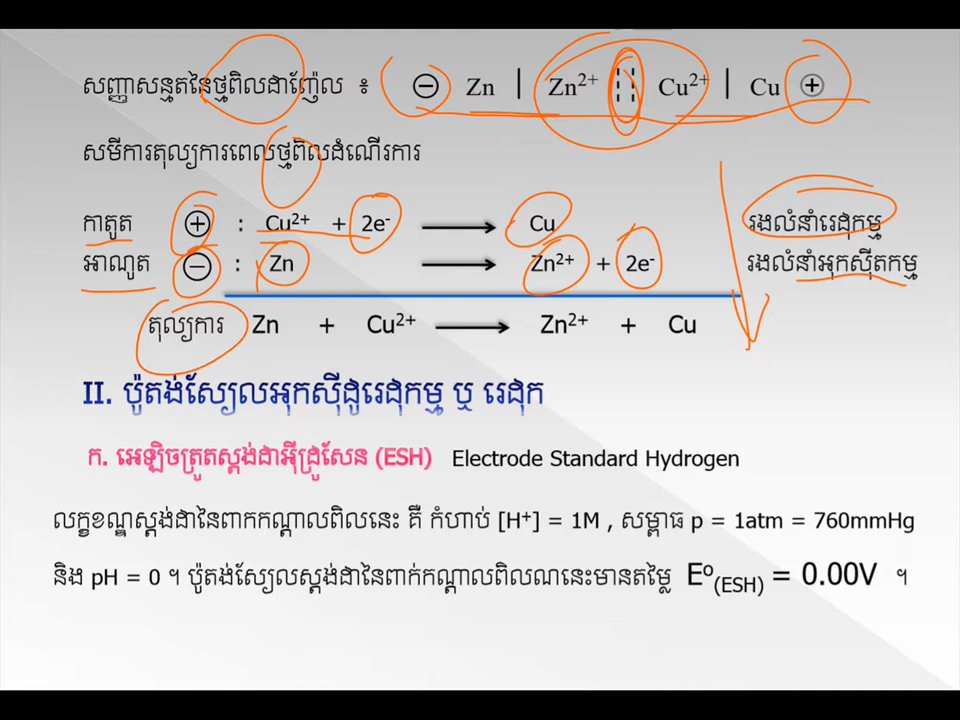 សញ្ញាសន្មតនៃថ្មពិលដាញ៉ែល ៖ ⊖ Zn | Zn²⁺ ¦¦ Cu²⁺ | Cu ⊕
សមីការតុល្យការពេលថ្មពិលដំណើរការ
កាតូត ⊕ : Cu²⁺ + 2e⁻ ⟶ Cu រងលំនាំរេដុកម្ម
អាណូត ⊖ : Zn ⟶ Zn²⁺ + 2e⁻ រងលំនាំអុកស៊ីតកម្ម
តុល្យការ Zn + Cu²⁺ ⟶ Zn²⁺ + Cu
II. ប៉ូតង់ស្យែលអុកស៊ីដូរេដុកម្ម ឬ រេដុក
ក. អេឡិចត្រូតស្តង់ដាអ៊ីដ្រូសែន (ESH) Electrode Standard Hydrogen
លក្ខខណ្ឌស្តង់ដានៃពាក់កណ្តាលពិលនេះ គឺ កំហាប់ [H⁺] = 1M , សម្ពាធ p = 1atm = 760mmHg
និង pH = 0 ។ ប៉ូតង់ស្យែលស្តង់ដានៃពាក់កណ្តាលពិលណនេះមានតម្លៃ E⁰(ESH) = 0.00V ។